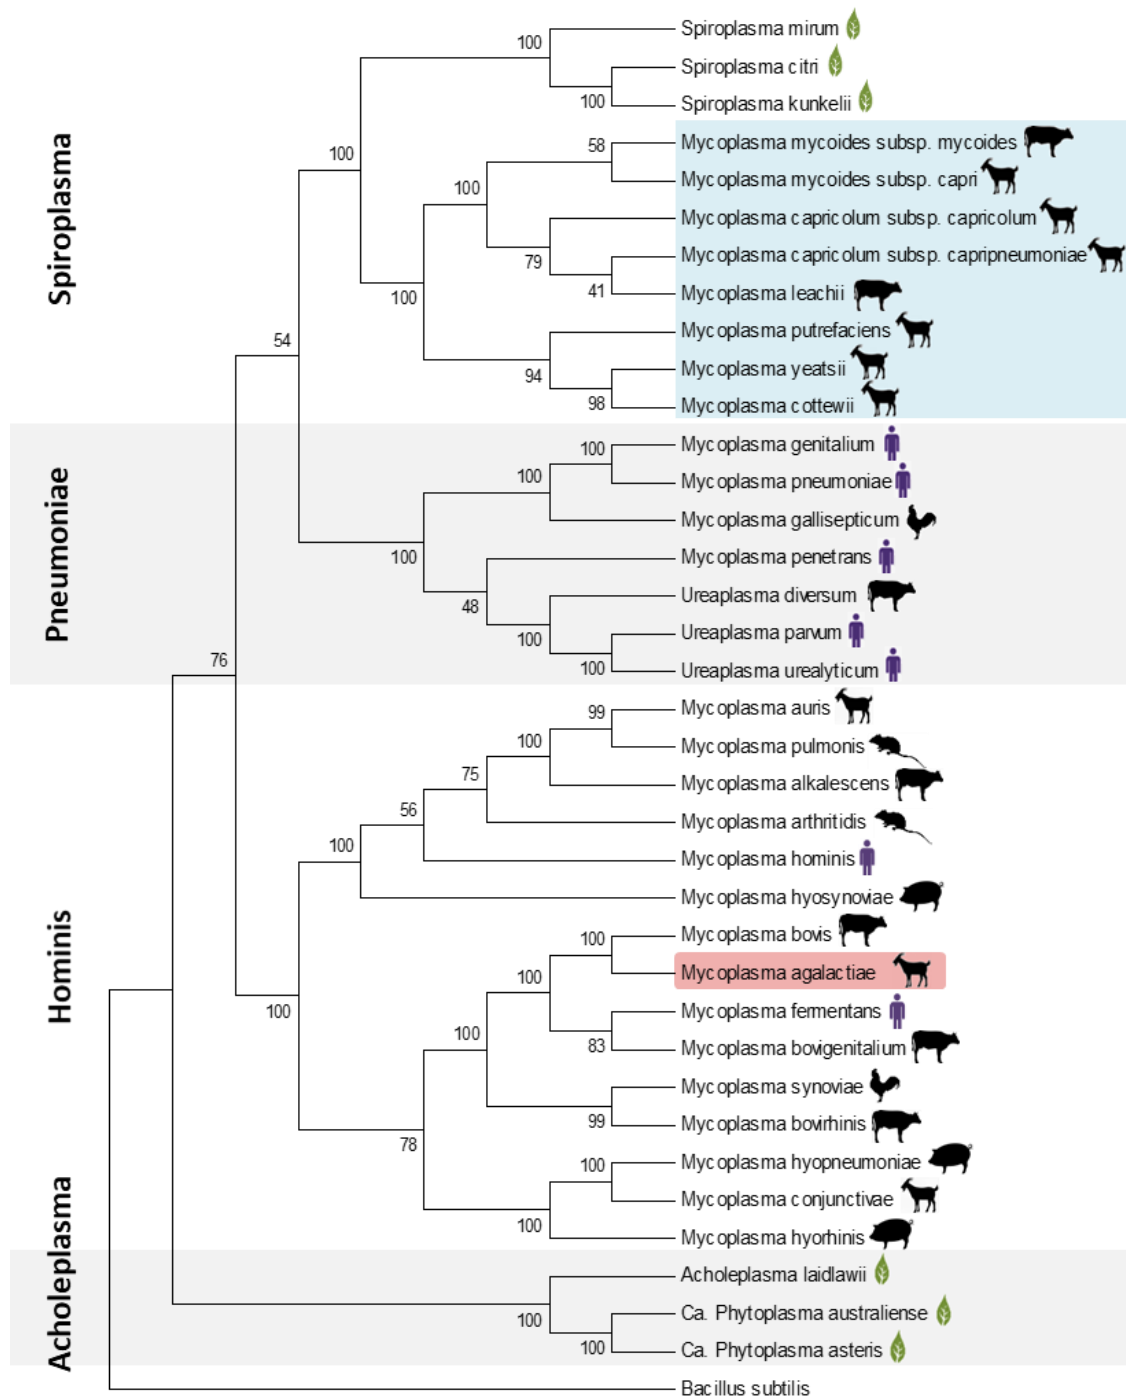 Spiroplasma
Pneumoniae
Hominis
Acholeplasma
100
Spiroplasma mirum
Spiroplasma citri
100
Spiroplasma kunkelii
100
58
Mycoplasma mycoides subsp. mycoides
100
Mycoplasma mycoides subsp. capri
Mycoplasma capricolum subsp. capricolum
79
Mycoplasma capricolum subsp. capripneumoniae
100
41
Mycoplasma leachii
54
Mycoplasma putrefaciens
94
Mycoplasma yeatsii
98
Mycoplasma cottewii
100
Mycoplasma genitalium
100
Mycoplasma pneumoniae
Mycoplasma gallisepticum
100
Mycoplasma penetrans
48
Ureaplasma diversum
100
Ureaplasma parvum
76
100
Ureaplasma urealyticum
99
Mycoplasma auris
100
Mycoplasma pulmonis
75
Mycoplasma alkalescens
56
Mycoplasma arthritidis
100
Mycoplasma hominis
Mycoplasma hyosynoviae
100
Mycoplasma bovis
100
Mycoplasma agalactiae
100
Mycoplasma fermentans
100
83
Mycoplasma bovigenitalium
Mycoplasma synoviae
99
Mycoplasma bovirhinis
78
100
Mycoplasma hyopneumoniae
Mycoplasma conjunctivae
100
Mycoplasma hyorhinis
Acholeplasma laidlawii
100
Ca. Phytoplasma australiense
100
Ca. Phytoplasma asteris
Bacillus subtilis